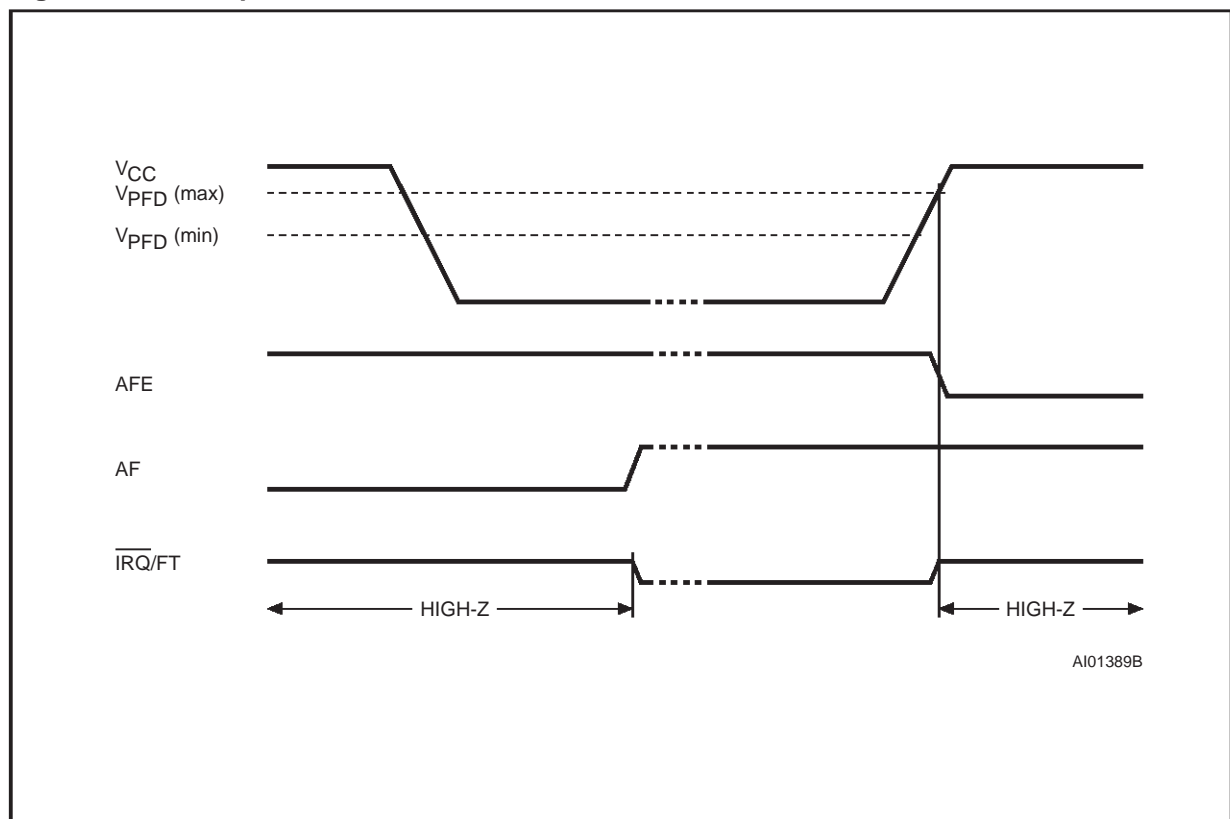 VCC
VPFD (max)
VPFD (min)
AFE
AF
IRQ/FT
HIGH-Z
HIGH-Z
AI01389B